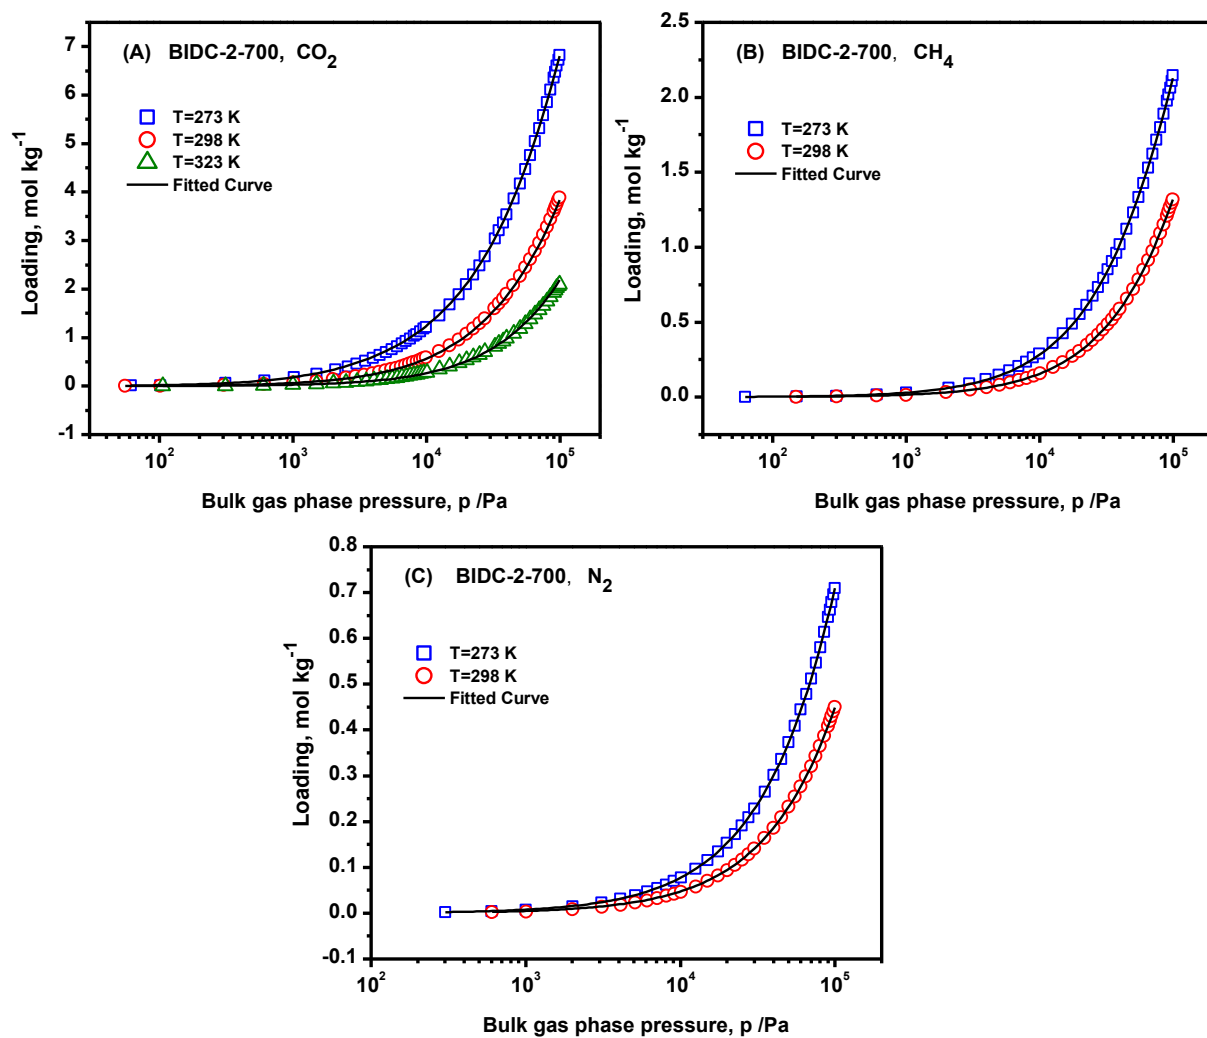 (A) BIDC-2-700, CO2
T=273 K
T=298 K
T=323 K
Fitted Curve
Loading, mol kg-1
7
6
5
4
3
2
1
0
-1
10^2
10^3
10^4
10^5
Bulk gas phase pressure, p /Pa
(B) BIDC-2-700, CH4
T=273 K
T=298 K
Fitted Curve
Loading, mol kg-1
2.5
2.0
1.5
1.0
0.5
0.0
10^2
10^3
10^4
10^5
Bulk gas phase pressure, p /Pa
(C) BIDC-2-700, N2
T=273 K
T=298 K
Fitted Curve
Loading, mol kg-1
0.8
0.7
0.6
0.5
0.4
0.3
0.2
0.1
0.0
-0.1
10^2
10^3
10^4
10^5
Bulk gas phase pressure, p /Pa